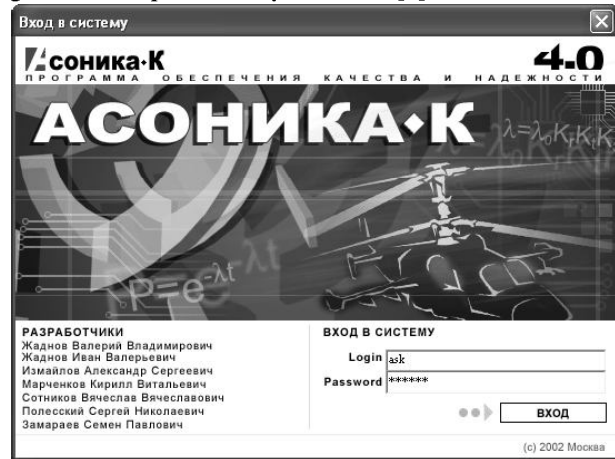 Вход в систему
Асоника·К
4.0
ПРОГРАММА ОБЕСПЕЧЕНИЯ КАЧЕСТВА И НАДЕЖНОСТИ
АСОНИКА·К
λ=λ₀KᵣKₜK
P=e^-λt
РАЗРАБОТЧИКИ
Жаднов Валерий Владимирович
Жаднов Иван Валерьевич
Измайлов Александр Сергеевич
Марченков Кирилл Витальевич
Сотников Вячеслав Вячеславович
Полесский Сергей Николаевич
Замараев Семен Павлович
ВХОД В СИСТЕМУ
Login ask
Password ******
ВХОД
(c) 2002 Москва